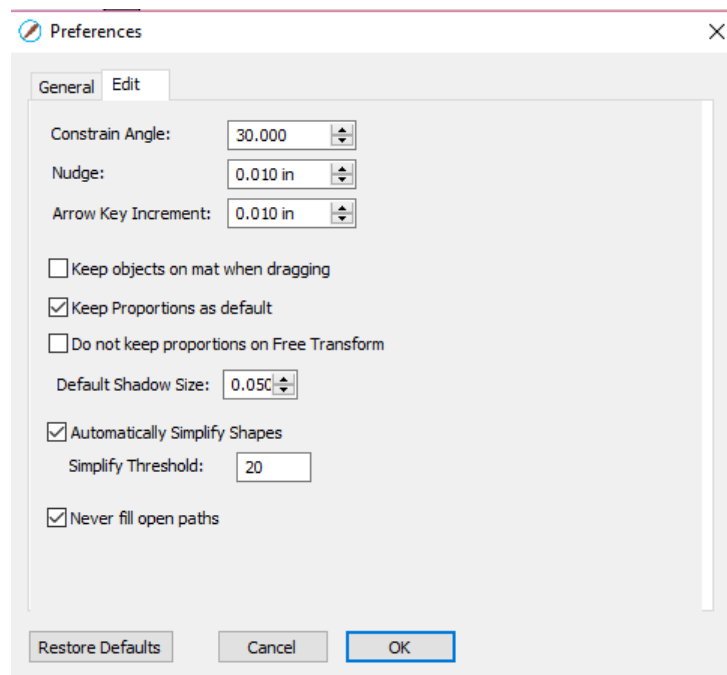 Preferences
General Edit
Constrain Angle: 30.000
Nudge: 0.010 in
Arrow Key Increment: 0.010 in
Keep objects on mat when dragging
Keep Proportions as default
Do not keep proportions on Free Transform
Default Shadow Size: 0.050
Automatically Simplify Shapes
Simplify Threshold: 20
Never fill open paths
Restore Defaults Cancel OK